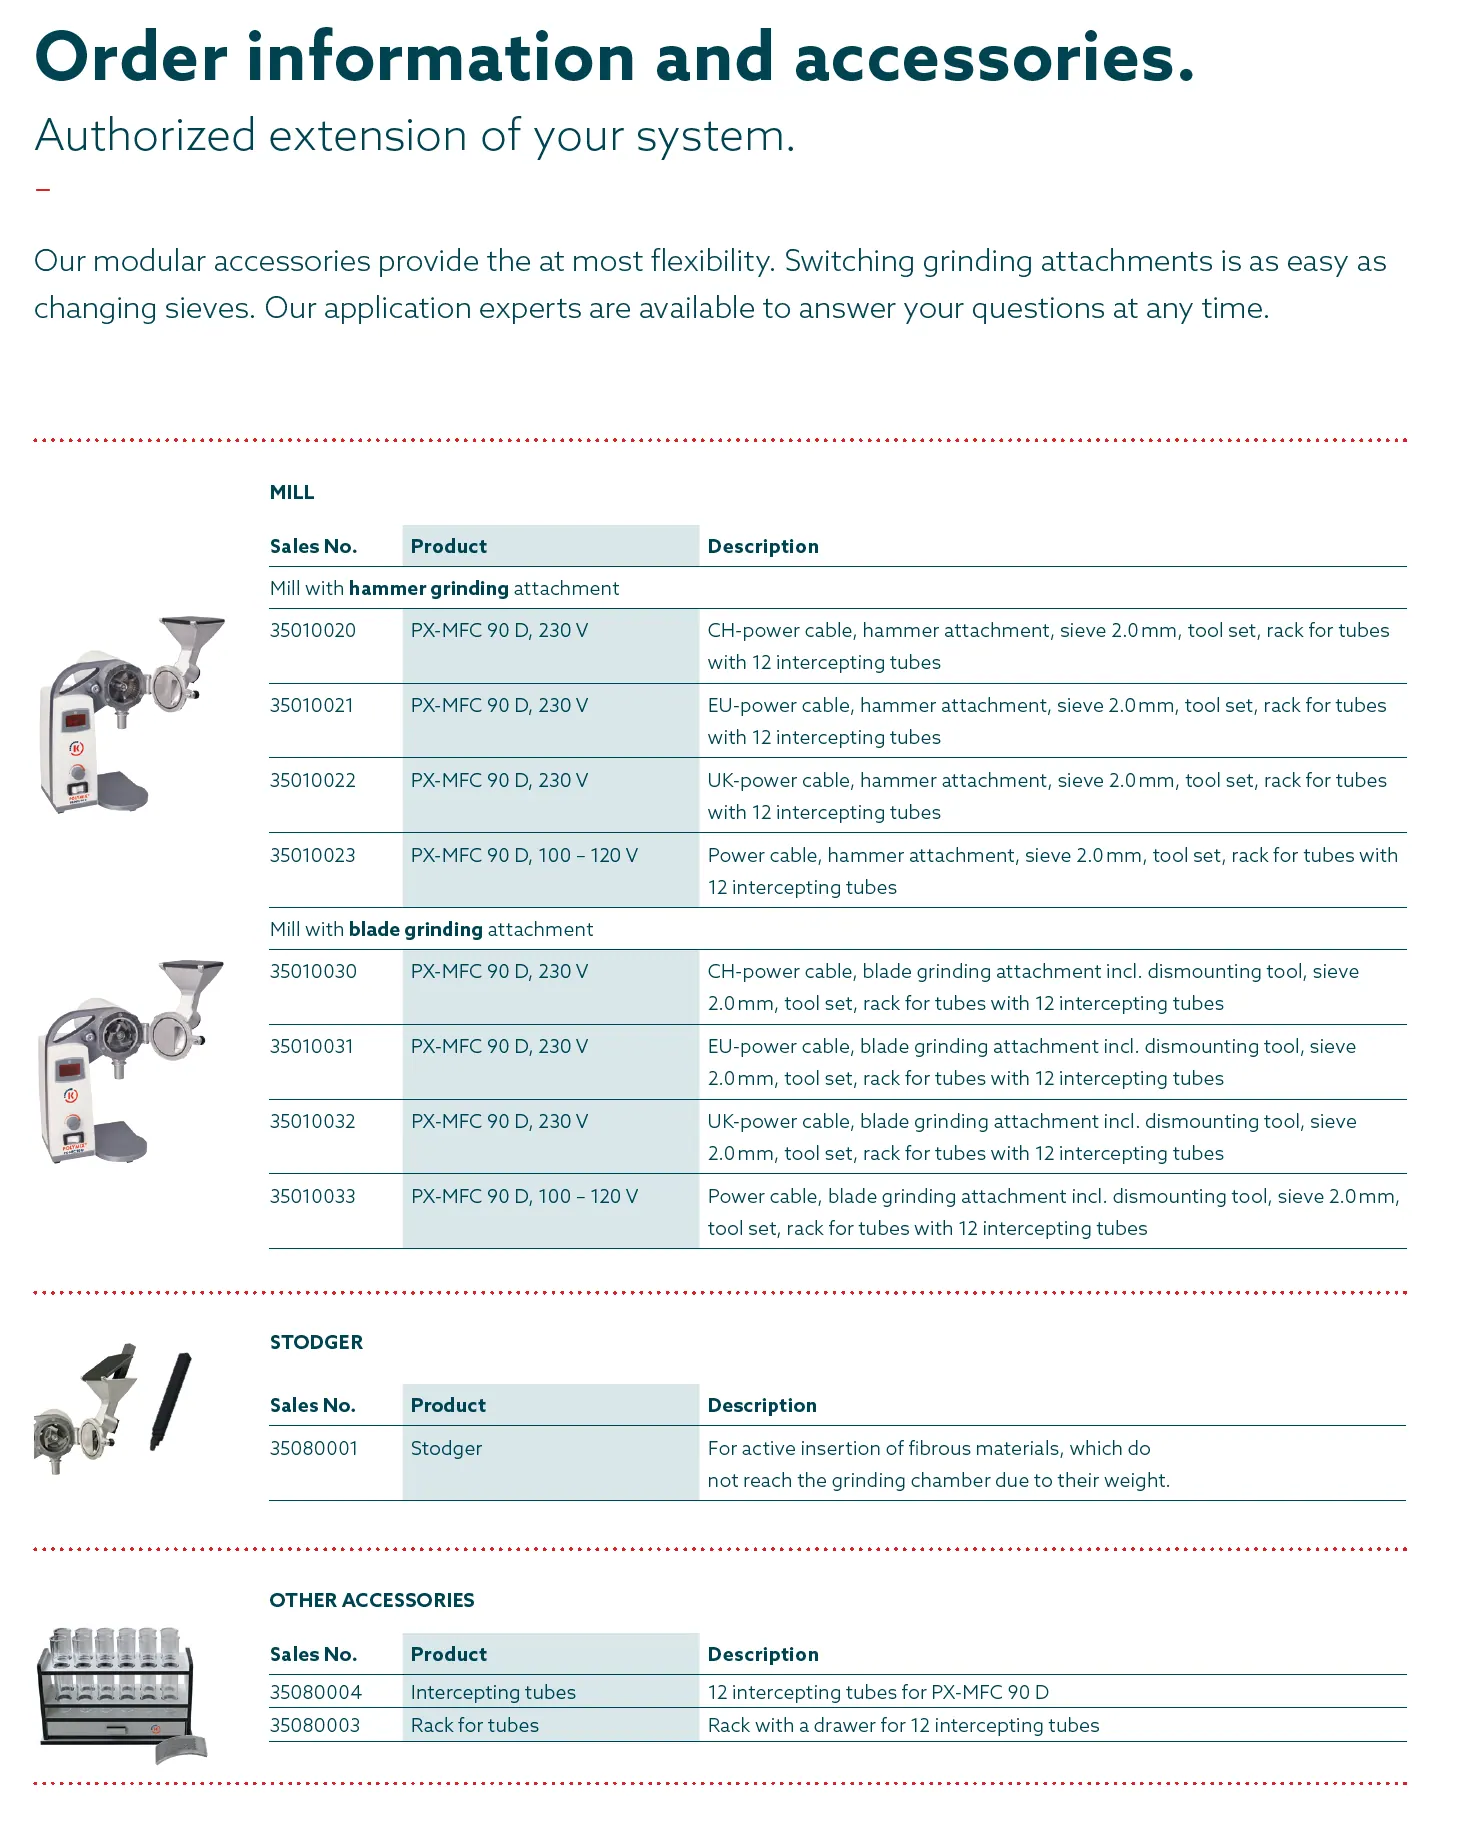 Order information and accessories.
Authorized extension of your system.
Our modular accessories provide the at most flexibility. Switching grinding attachments is as easy as
changing sieves. Our application experts are available to answer your questions at any time.
MILL
Sales No. Product Description
Mill with hammer grinding attachment
35010020 PX-MFC 90 D, 230 V CH-power cable, hammer attachment, sieve 2.0 mm, tool set, rack for tubes
with 12 intercepting tubes
35010021 PX-MFC 90 D, 230 V EU-power cable, hammer attachment, sieve 2.0 mm, tool set, rack for tubes
with 12 intercepting tubes
35010022 PX-MFC 90 D, 230 V UK-power cable, hammer attachment, sieve 2.0 mm, tool set, rack for tubes
with 12 intercepting tubes
35010023 PX-MFC 90 D, 100 – 120 V Power cable, hammer attachment, sieve 2.0 mm, tool set, rack for tubes with
12 intercepting tubes
Mill with blade grinding attachment
35010030 PX-MFC 90 D, 230 V CH-power cable, blade grinding attachment incl. dismounting tool, sieve
2.0 mm, tool set, rack for tubes with 12 intercepting tubes
35010031 PX-MFC 90 D, 230 V EU-power cable, blade grinding attachment incl. dismounting tool, sieve
2.0 mm, tool set, rack for tubes with 12 intercepting tubes
35010032 PX-MFC 90 D, 230 V UK-power cable, blade grinding attachment incl. dismounting tool, sieve
2.0 mm, tool set, rack for tubes with 12 intercepting tubes
35010033 PX-MFC 90 D, 100 – 120 V Power cable, blade grinding attachment incl. dismounting tool, sieve 2.0 mm,
tool set, rack for tubes with 12 intercepting tubes
STODGER
Sales No. Product Description
35080001 Stodger For active insertion of fibrous materials, which do
not reach the grinding chamber due to their weight.
OTHER ACCESSORIES
Sales No. Product Description
35080004 Intercepting tubes 12 intercepting tubes for PX-MFC 90 D
35080003 Rack for tubes Rack with a drawer for 12 intercepting tubes
K
POLYMIX
K
POLYMIX